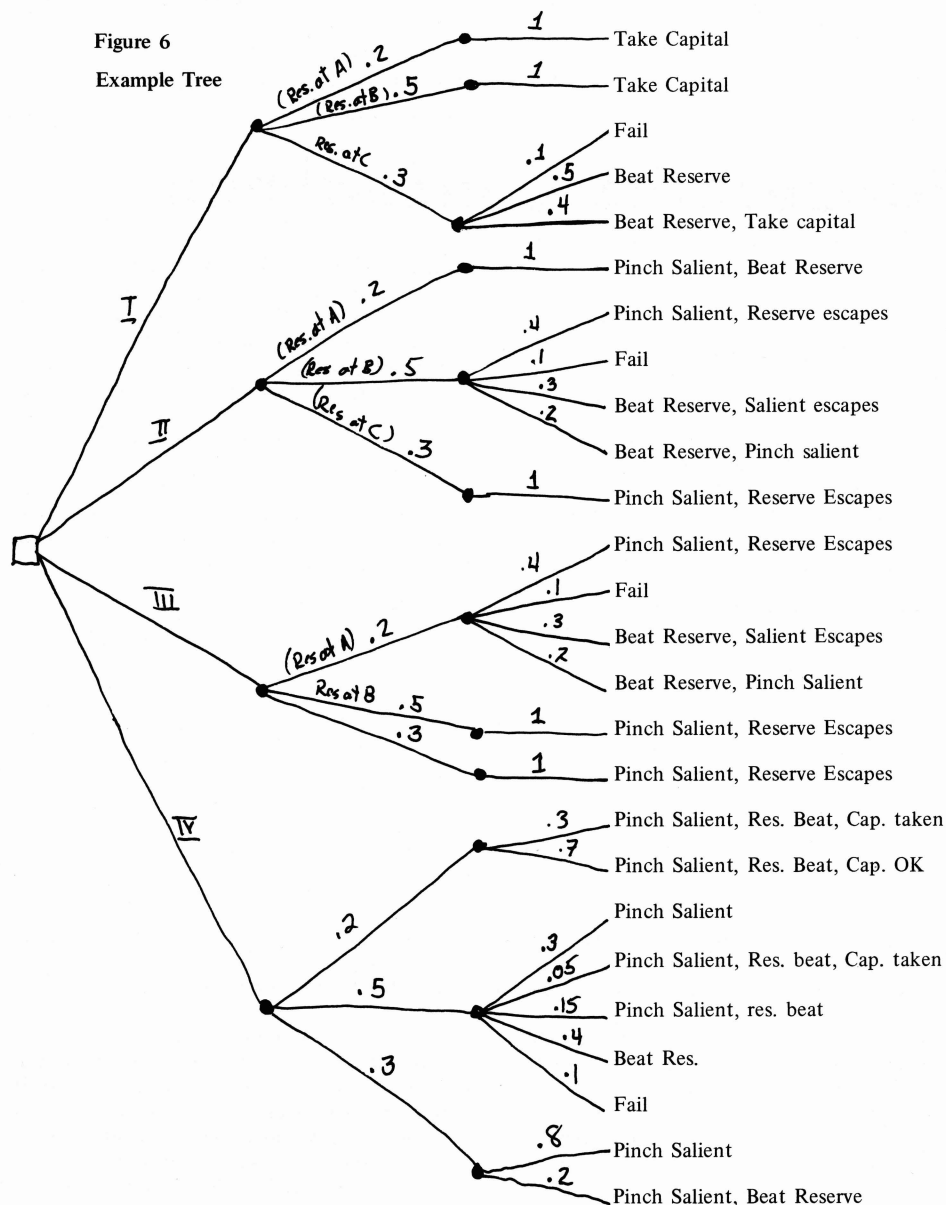 Figure 6
Example Tree
(Res. at A) .2
1
Take Capital
(Res. at B) .5
1
Take Capital
Res. at C .3
.1
Fail
.5
Beat Reserve
.4
Beat Reserve, Take capital
I
(Res. at A) .2
1
Pinch Salient, Beat Reserve
.4
Pinch Salient, Reserve escapes
(Res at B) .5
.1
Fail
.3
Beat Reserve, Salient escapes
.2
Beat Reserve, Pinch salient
II
(Res at C) .3
1
Pinch Salient, Reserve Escapes
.4
Pinch Salient, Reserve Escapes
.1
Fail
III
(Res at A) .2
.3
Beat Reserve, Salient Escapes
.2
Beat Reserve, Pinch Salient
Res at B .5
1
Pinch Salient, Reserve Escapes
.3
1
Pinch Salient, Reserve Escapes
IV
.3
Pinch Salient, Res. Beat, Cap. taken
.7
Pinch Salient, Res. Beat, Cap. OK
.2
.3
Pinch Salient
.05
Pinch Salient, Res. beat, Cap. taken
.5
.15
Pinch Salient, res. beat
.4
Beat Res.
.1
Fail
.3
.8
Pinch Salient
.2
Pinch Salient, Beat Reserve